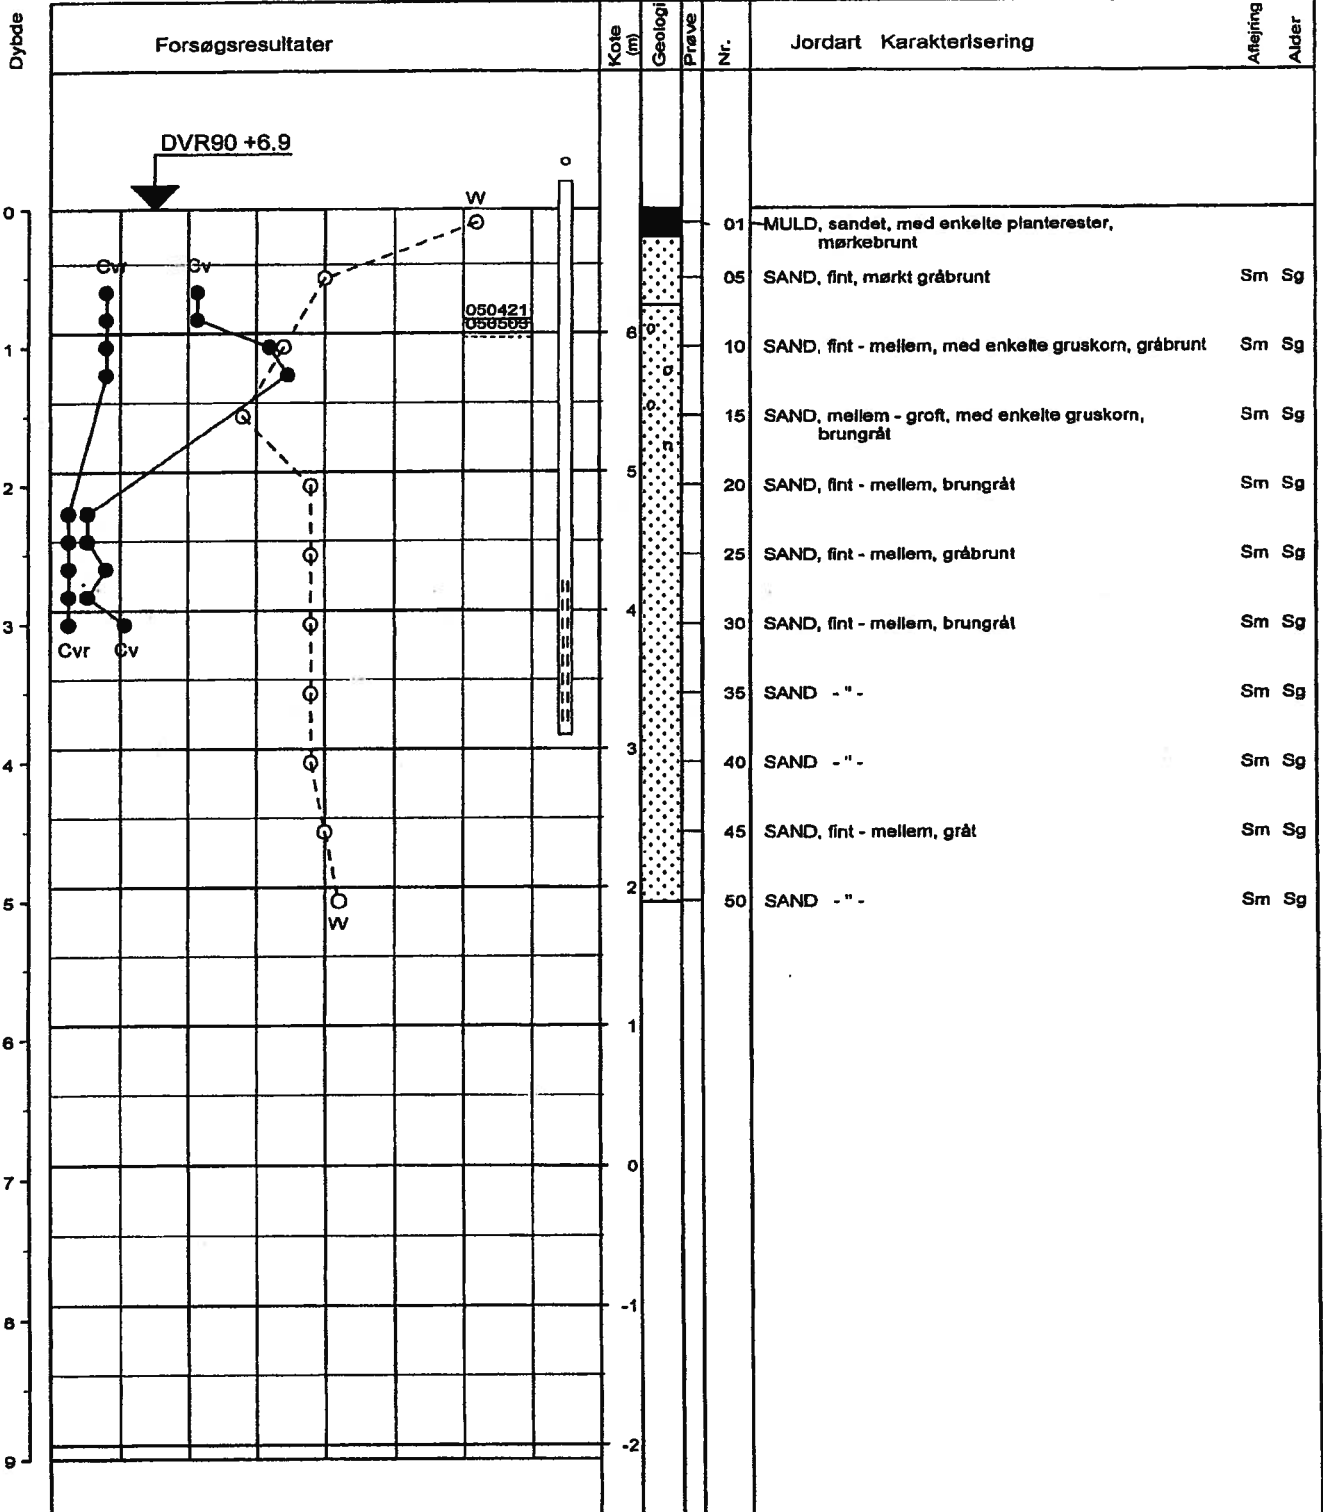 Dybde
Forsøgsresultater
Kote
(m)
Geologi
Prøve
Nr.
Jordart Karakterisering
Aflejring
Alder
DVR90 +6.9
W
0
01 MULD, sandet, med enkelte planterester,
mørkebrunt
Cvr Cv
05 SAND, fint, mørkt gråbrunt Sm Sg
050421
050509
6
1
10 SAND, fint - mellem, med enkelte gruskorn, gråbrunt Sm Sg
15 SAND, mellem - groft, med enkelte gruskorn,
brungråt Sm Sg
5
2
20 SAND, fint - mellem, brungråt Sm Sg
25 SAND, fint - mellem, gråbrunt Sm Sg
4
3
30 SAND, fint - mellem, brungråt Sm Sg
Cvr Cv
35 SAND - " - Sm Sg
3
4
40 SAND - " - Sm Sg
45 SAND, fint - mellem, gråt Sm Sg
2
5
50 SAND - " - Sm Sg
W
1
6
0
7
-1
8
-2
9